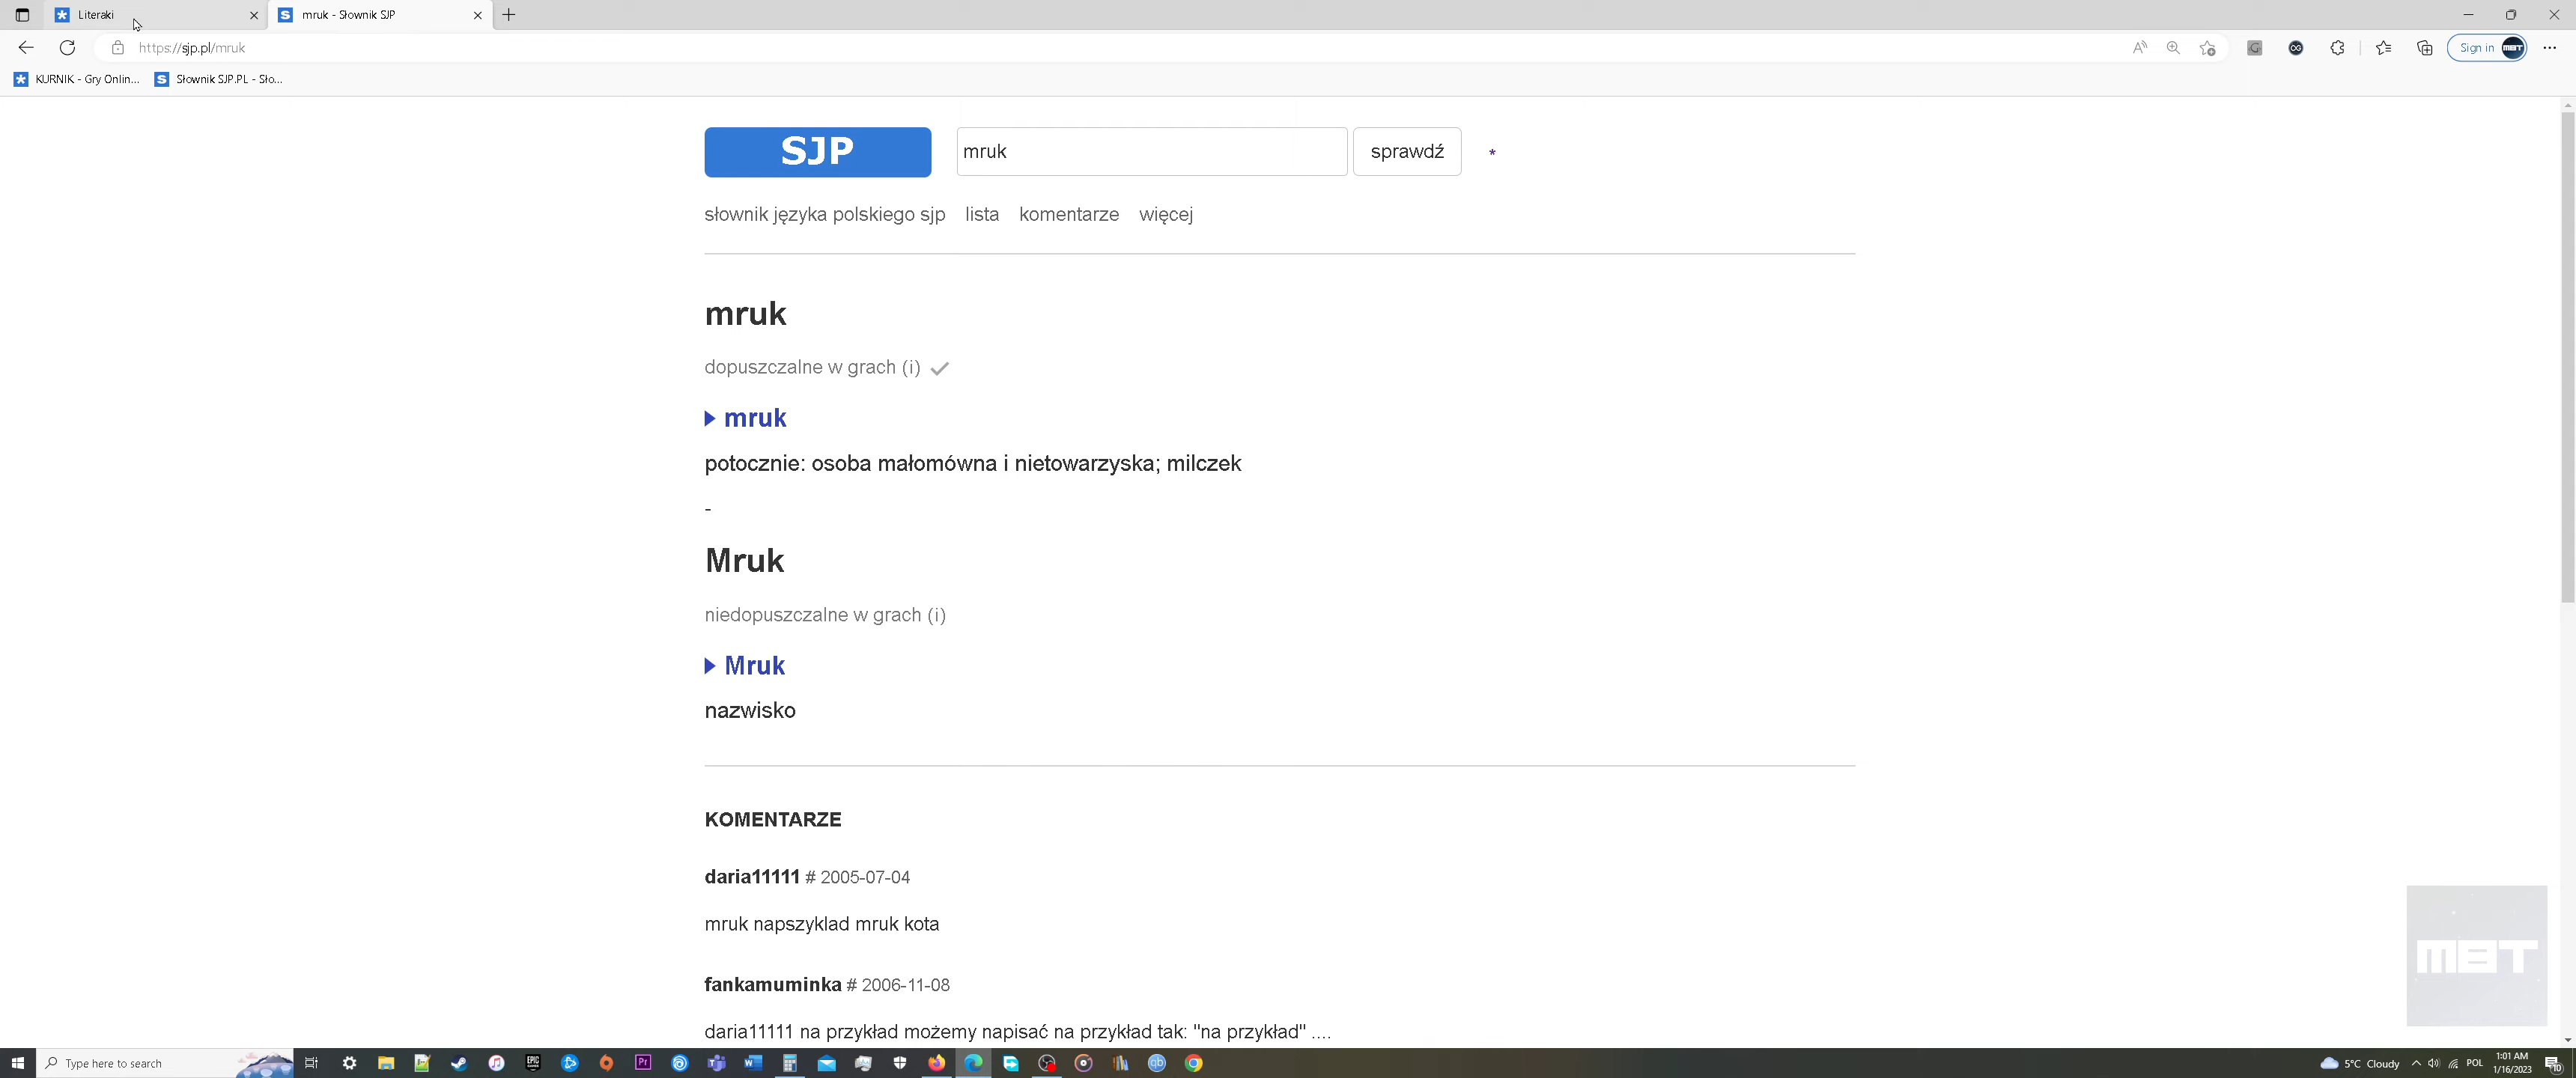 Literaki
mruk - Słownik SJP
https://sjp.pl/mruk
Sign in
KURNIK - Gry Onlin...
Słownik SJP.PL - Sło...
SJP
mruk
sprawdź
*
słownik języka polskiego sjp lista komentarze więcej
mruk
dopuszczalne w grach (i)
mruk
potocznie: osoba małomówna i nietowarzyska; milczek
-
Mruk
niedopuszczalne w grach (i)
Mruk
nazwisko
KOMENTARZE
daria11111 # 2005-07-04
mruk napszyklad mruk kota
fankamuminka # 2006-11-08
daria11111 na przykład możemy napisać na przykład tak: "na przykład" ....
MBT
Type here to search
5°C Cloudy
POL
1:01 AM
1/16/2023